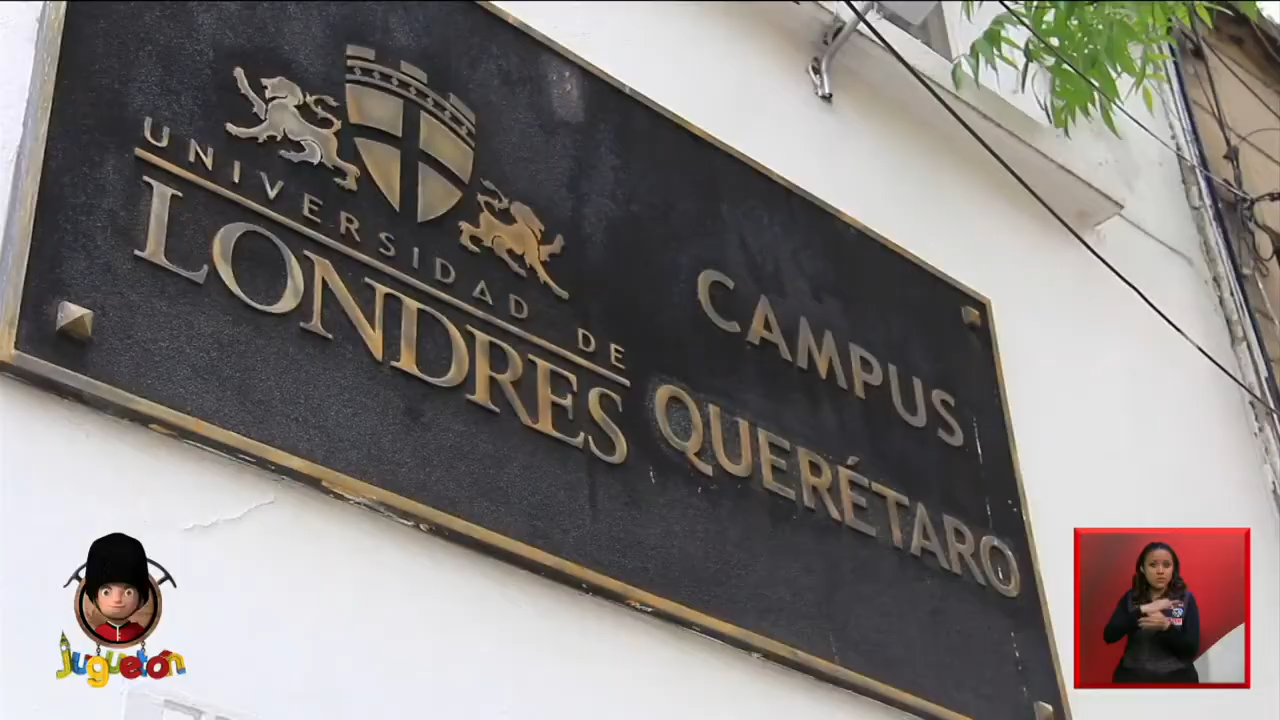 UNIVERSIDAD DE
LONDRES
CAMPUS
QUERÉTARO
Juguetón